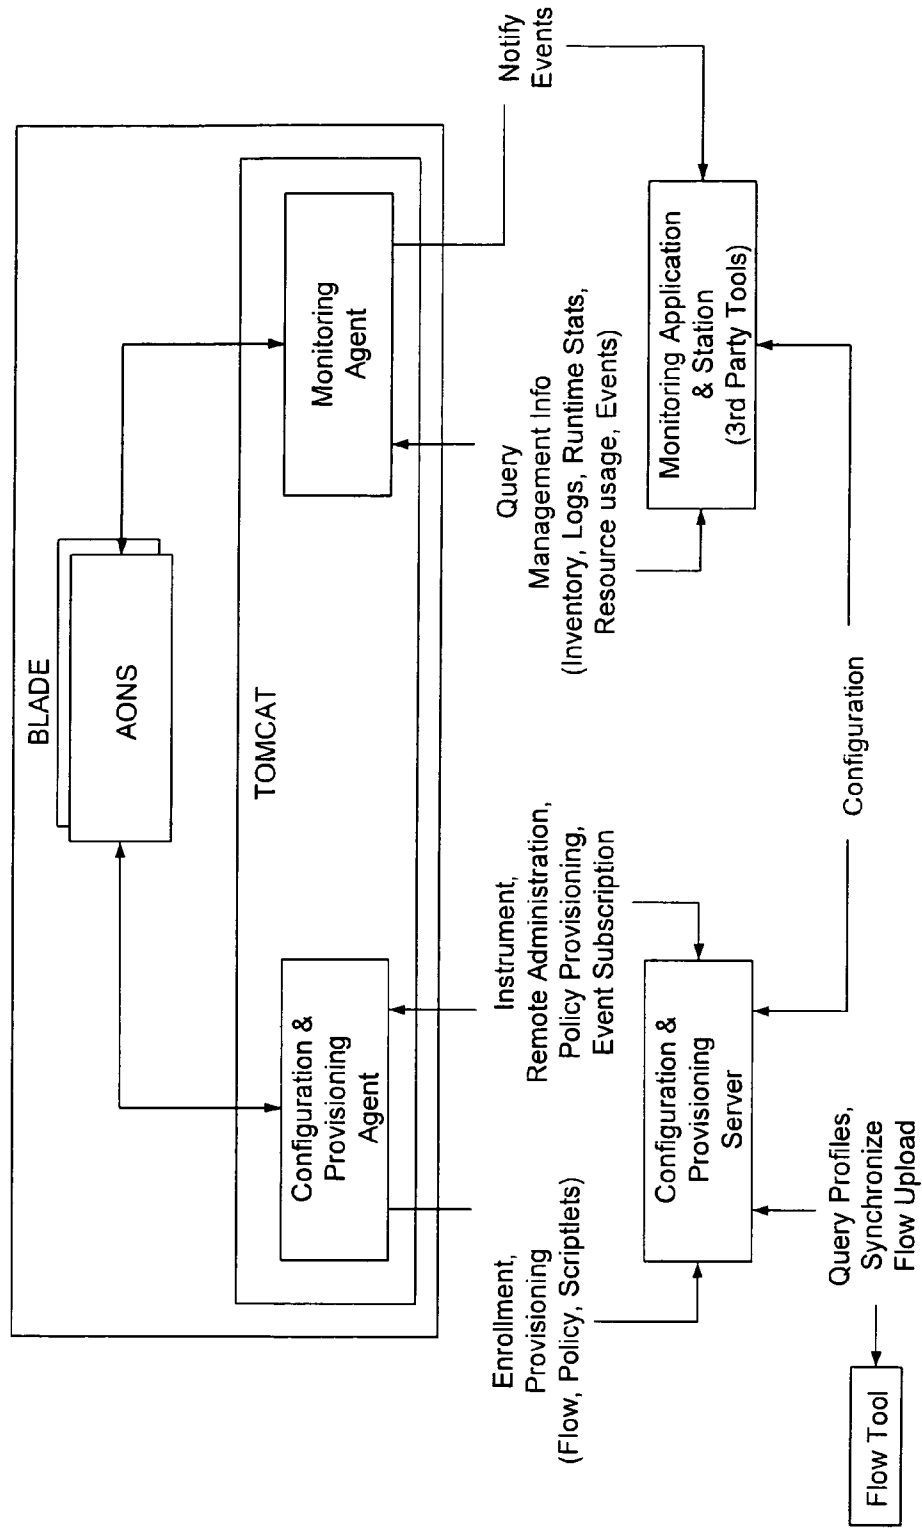 BLADE
AONS
TOMCAT
Configuration &
Provisioning
Agent
Monitoring
Agent
Enrollment,
Provisioning
(Flow, Policy, Scriptlets)
Instrument,
Remote Administration,
Policy Provisioning,
Event Subscription
Query
Management Info
(Inventory, Logs, Runtime Stats,
Resource usage, Events)
Notify
Events
Configuration &
Provisioning
Server
Monitoring Application
& Station
(3rd Party Tools)
Configuration
Query Profiles,
Synchronize
Flow Upload
Flow Tool